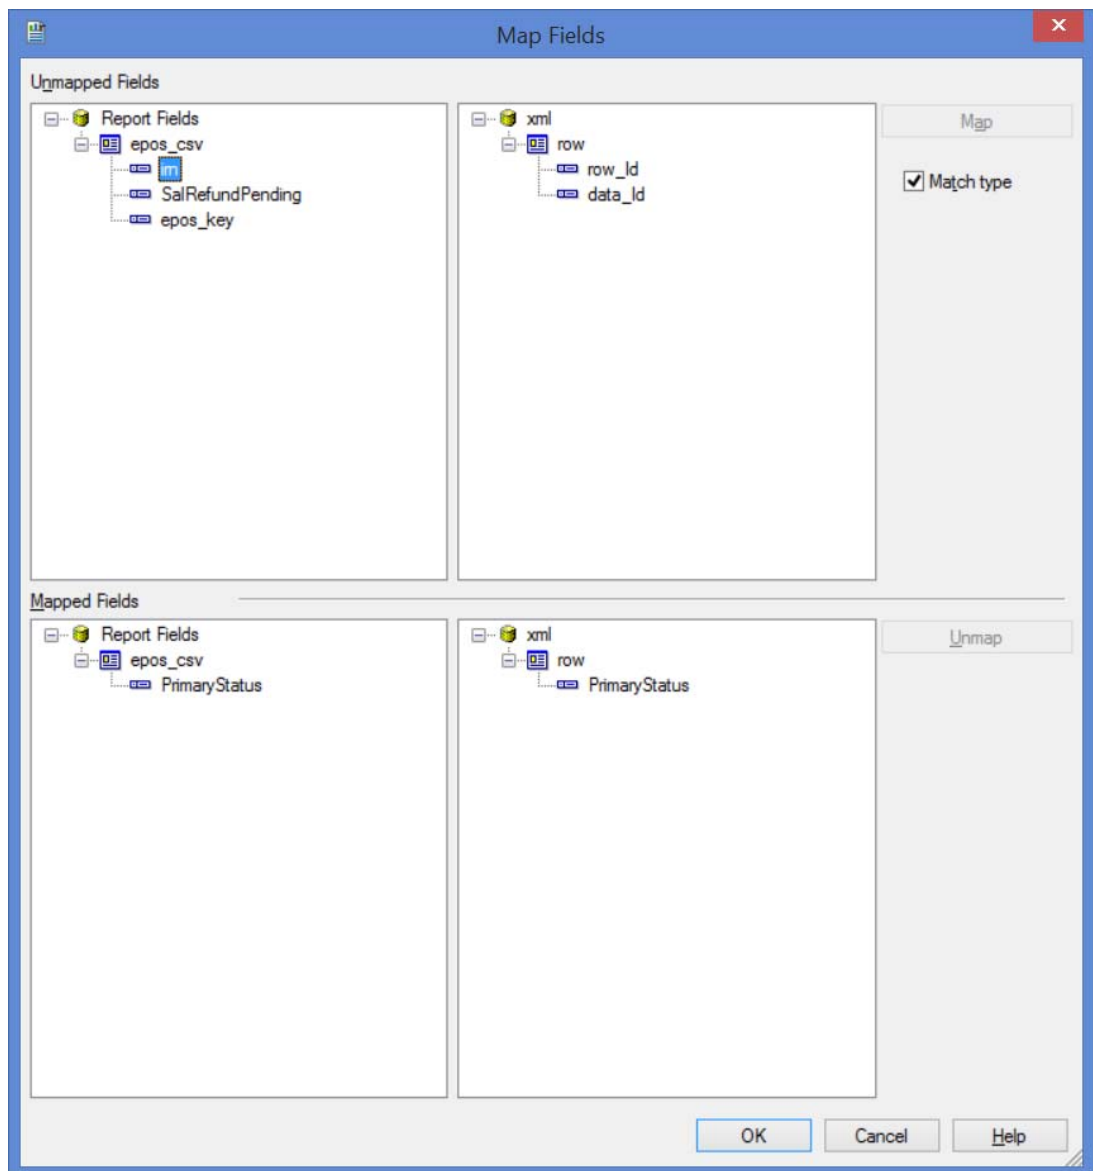 Map Fields
Unmapped Fields
Report Fields
epos_csv
irn
SalRefundPending
epos_key
xml
row
row_Id
data_Id
Map
Match type
Mapped Fields
Report Fields
epos_csv
PrimaryStatus
xml
row
PrimaryStatus
Unmap
OK
Cancel
Help